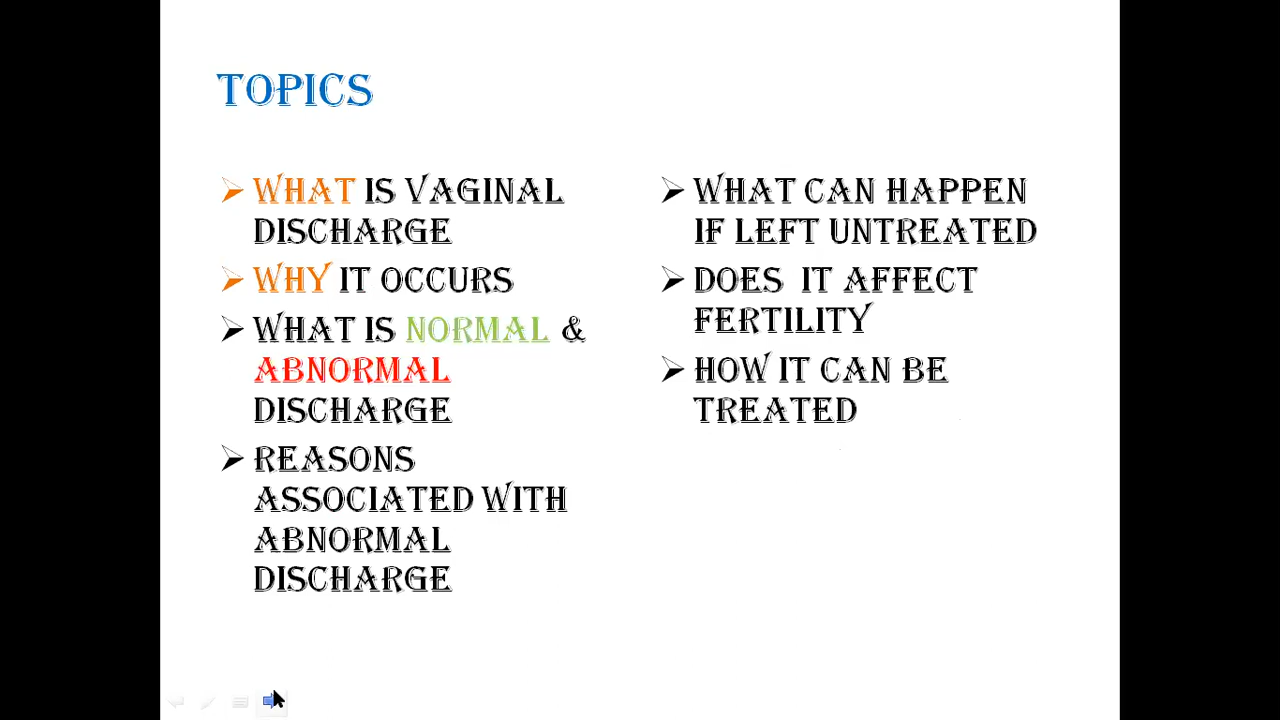 TOPICS
WHAT IS VAGINAL
DISCHARGE
WHY IT OCCURS
WHAT IS NORMAL &
ABNORMAL
DISCHARGE
REASONS
ASSOCIATED WITH
ABNORMAL
DISCHARGE
WHAT CAN HAPPEN
IF LEFT UNTREATED
DOES IT AFFECT
FERTILITY
HOW IT CAN BE
TREATED